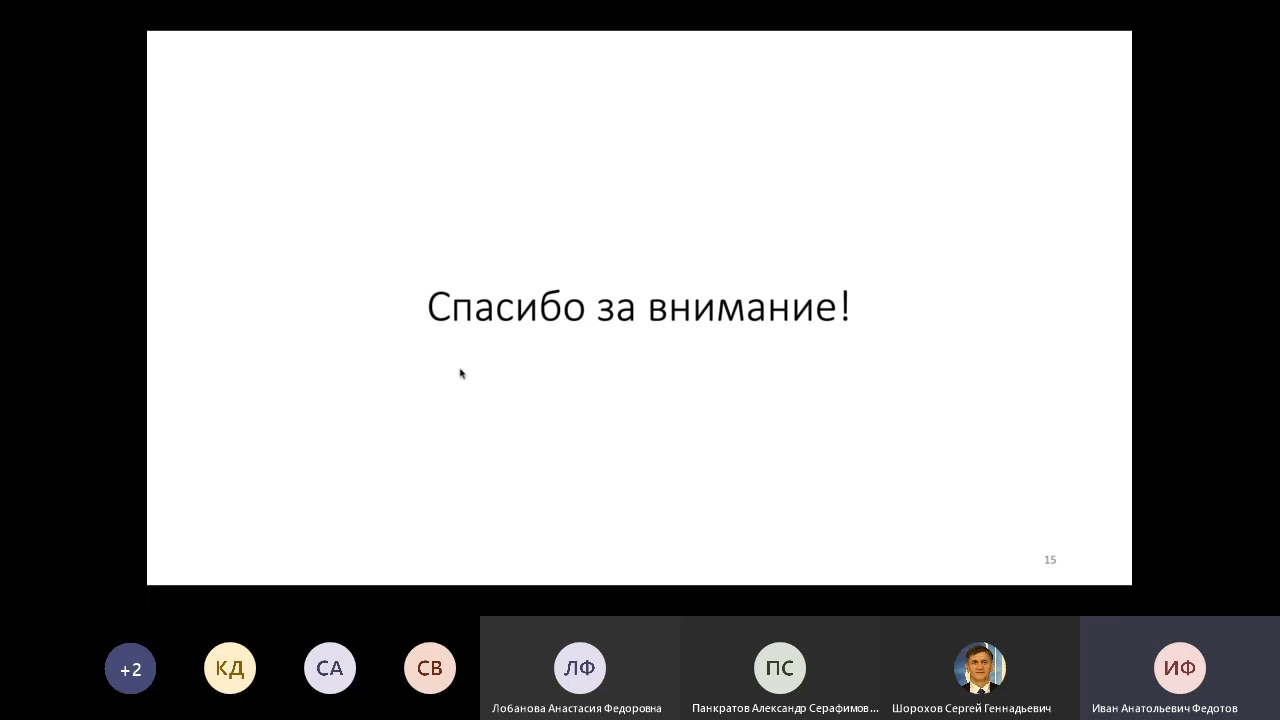 Спасибо за внимание!
15
+2
КД
СА
СВ
ЛФ
ПС
ИФ
Лобанова Анастасия Федоровна
Панкратов Александр Серафимов...
Шорохов Сергей Геннадьевич
Иван Анатольевич Федотов